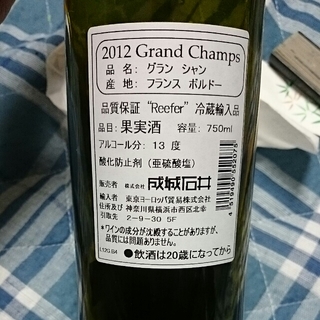 2012 Grand Champs
品 名: グラン シャン
産 地: フランス ボルドー
品質保証 “Reefer” 冷蔵輸入品
品目: 果実酒 容量: 750ml
アルコール分: 13 度
酸化防止剤 (亜硫酸塩)
販売者 株式会社 成城石井
輸入者 東京ヨーロッパ貿易株式会社
住所及び 神奈川県横浜市西区北幸
引取先 2-9-30 5F
*ワインの成分が沈殿することがありますが、
品質には問題ありません。
●飲酒は20歳になってから
L120.84